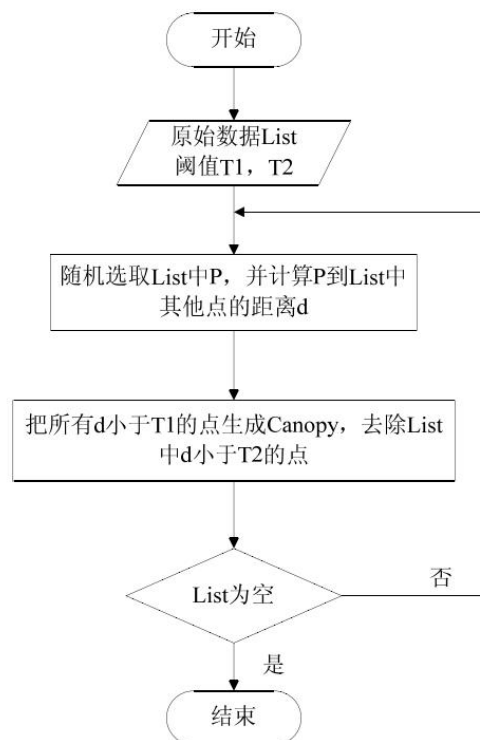 开始
原始数据List
阈值T1，T2
随机选取List中P，并计算P到List中
其他点的距离d
把所有d小于T1的点生成Canopy，去除List
中d小于T2的点
List为空
否
是
结束